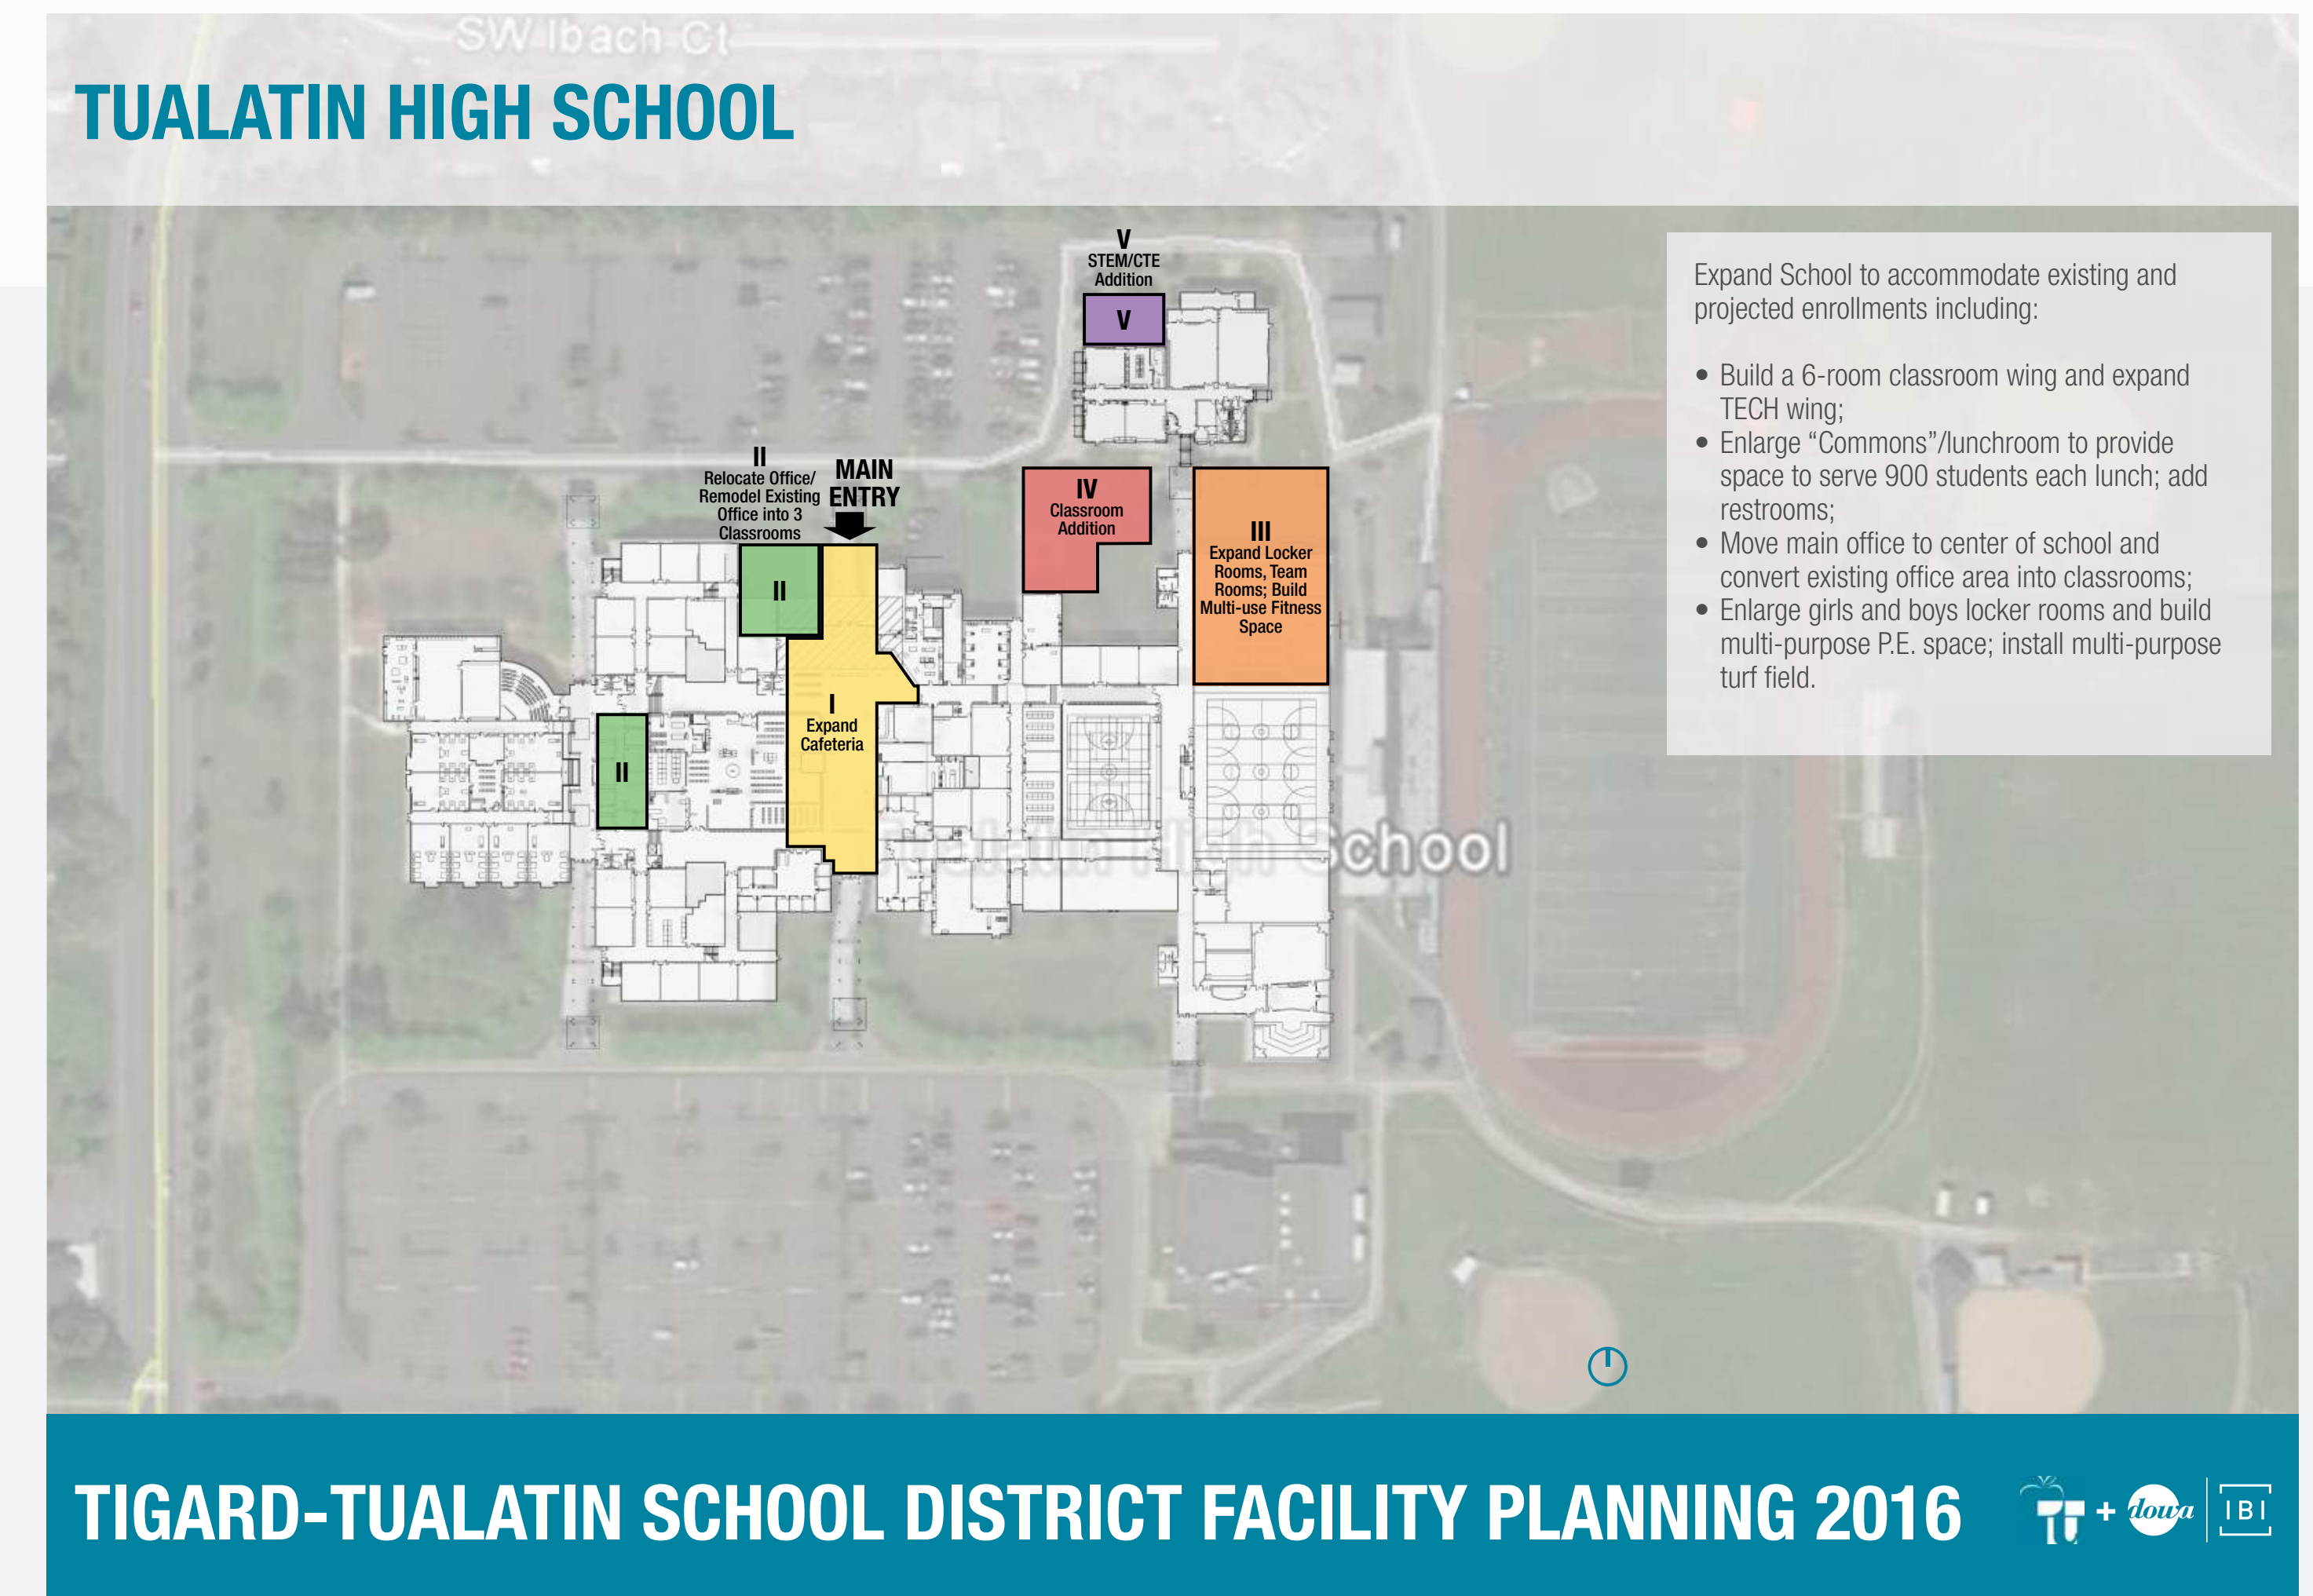 SW Ibach Ct
TUALATIN HIGH SCHOOL
V
STEM/CTE
Addition
V
II
Relocate Office/
Remodel Existing
Office into 3
Classrooms
MAIN
ENTRY
II
IV
Classroom
Addition
III
Expand Locker
Rooms, Team
Rooms; Build
Multi-use Fitness
Space
I
Expand
Cafeteria
II
Tualatin High School
Expand School to accommodate existing and
projected enrollments including:
• Build a 6-room classroom wing and expand
TECH wing;
• Enlarge “Commons”/lunchroom to provide
space to serve 900 students each lunch; add
restrooms;
• Move main office to center of school and
convert existing office area into classrooms;
• Enlarge girls and boys locker rooms and build
multi-purpose P.E. space; install multi-purpose
turf field.
TIGARD-TUALATIN SCHOOL DISTRICT FACILITY PLANNING 2016
TT + dowa | IBI